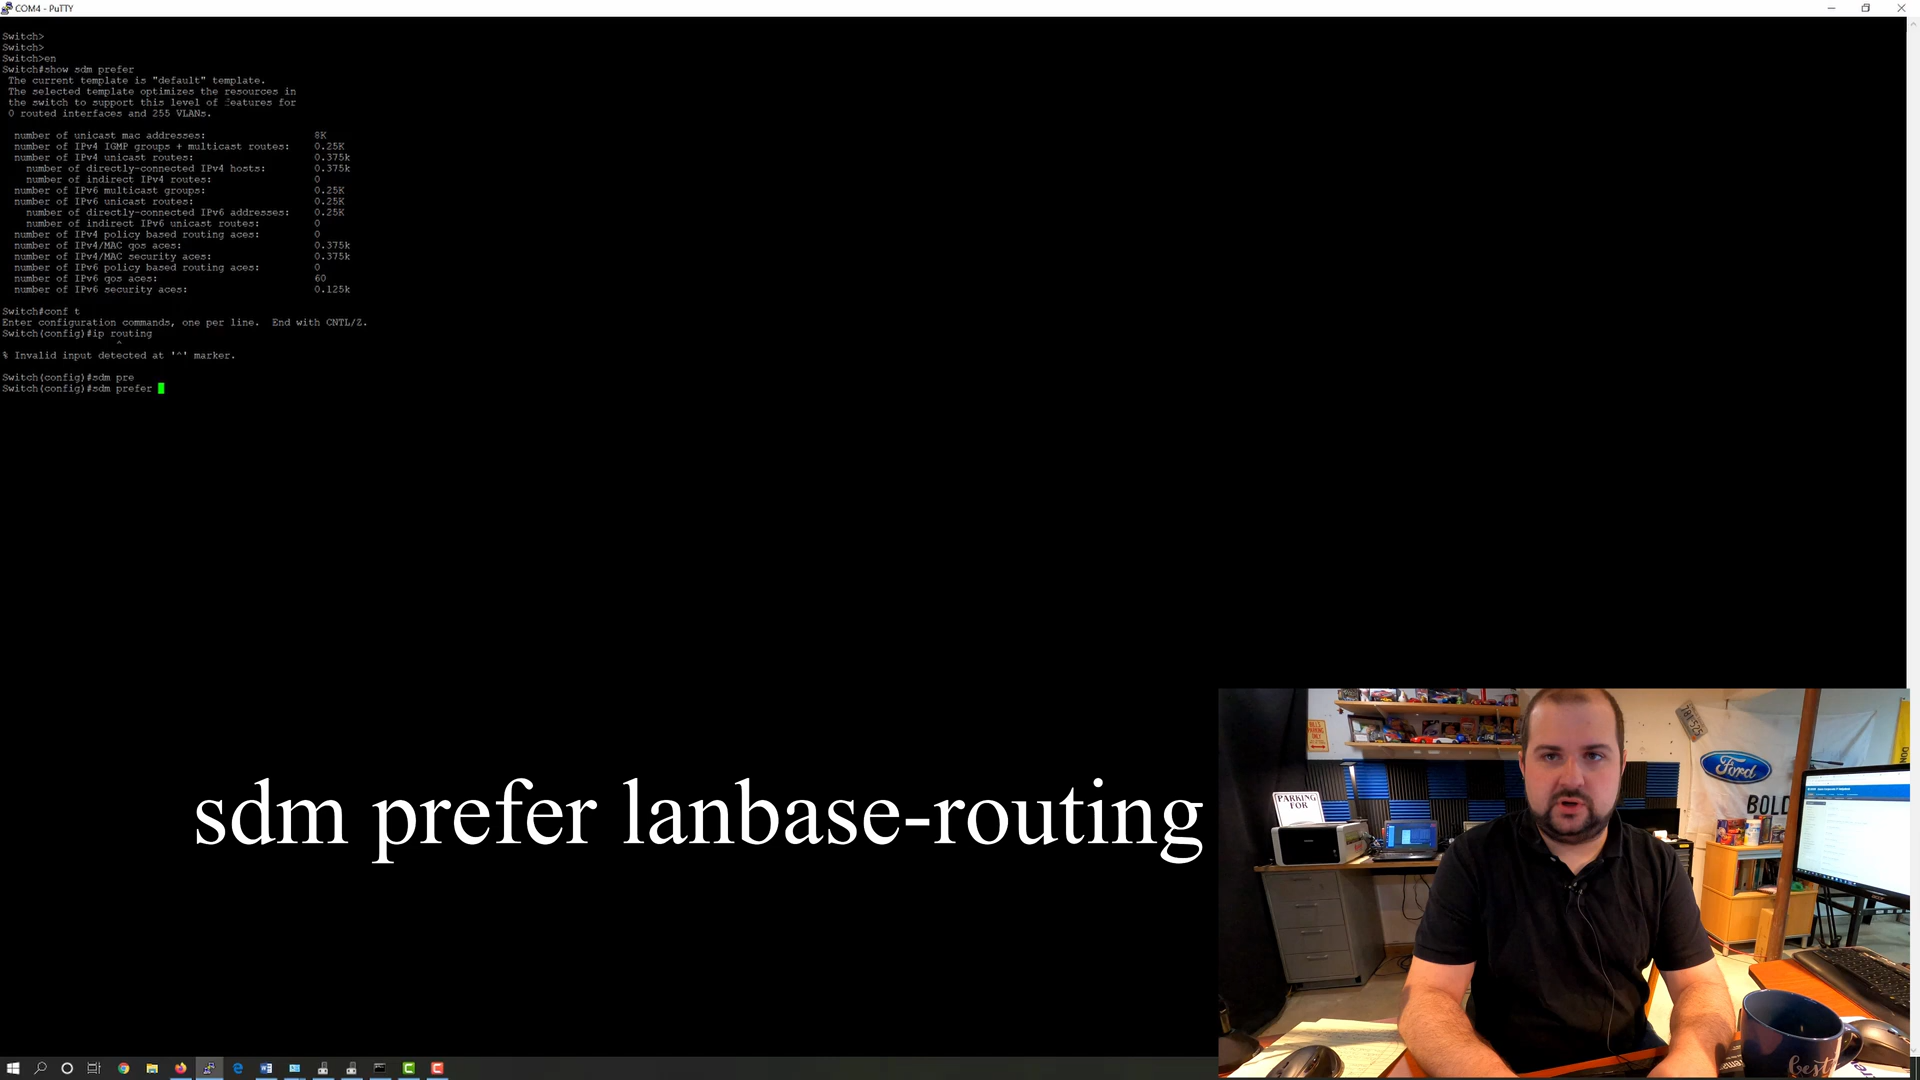 COM4 - PuTTY
Switch>
Switch>
Switch>en
Switch#show sdm prefer
The current template is "default" template.
The selected template optimizes the resources in
the switch to support this level of features for
0 routed interfaces and 255 VLANs.
number of unicast mac addresses: 8K
number of IPv4 IGMP groups + multicast routes: 0.25K
number of IPv4 unicast routes: 0.375k
number of directly-connected IPv4 hosts: 0.375k
number of indirect IPv4 routes: 0
number of IPv6 multicast groups: 0.25K
number of IPv6 unicast routes: 0.25K
number of directly-connected IPv6 addresses: 0.25K
number of indirect IPv6 unicast routes: 0
number of IPv4 policy based routing aces: 0
number of IPv4/MAC qos aces: 0.375k
number of IPv4/MAC security aces: 0.375k
number of IPv6 policy based routing aces: 0
number of IPv6 qos aces: 60
number of IPv6 security aces: 0.125k
Switch#conf t
Enter configuration commands, one per line. End with CNTL/Z.
Switch(config)#ip routing
^
% Invalid input detected at '^' marker.
Switch(config)#sdm pre
Switch(config)#sdm prefer
sdm prefer lanbase-routing
PARKING
FOR
Ford
BOLD
best